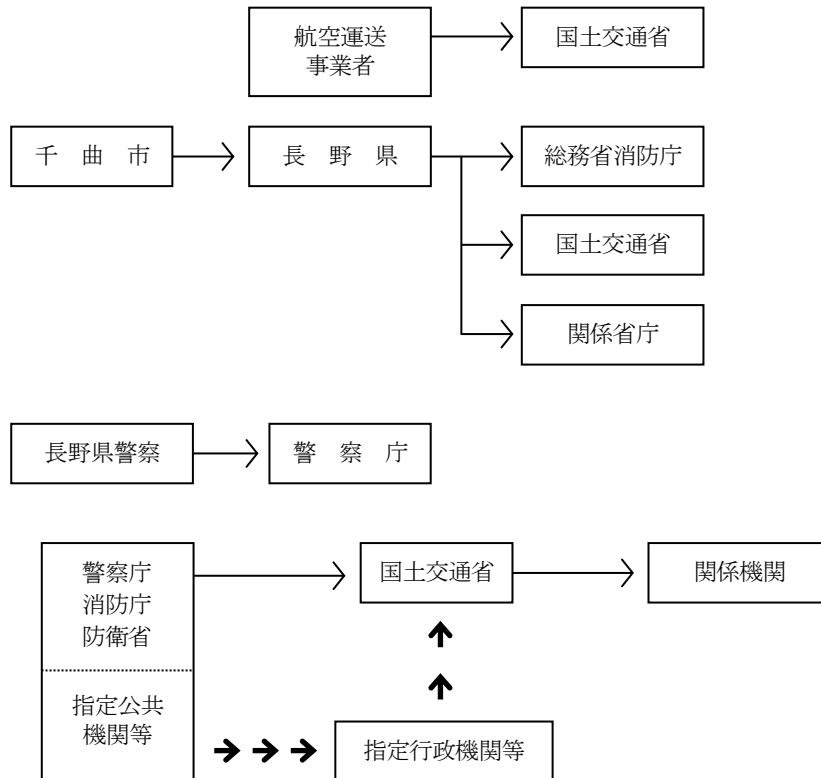 航空運送
事業者
国土交通省
千　曲　市
長　野　県
総務省消防庁
国土交通省
関係省庁
長野県警察
警　察　庁
警察庁
消防庁
防衛省
国土交通省
関係機関
指定公共
機関等
指定行政機関等